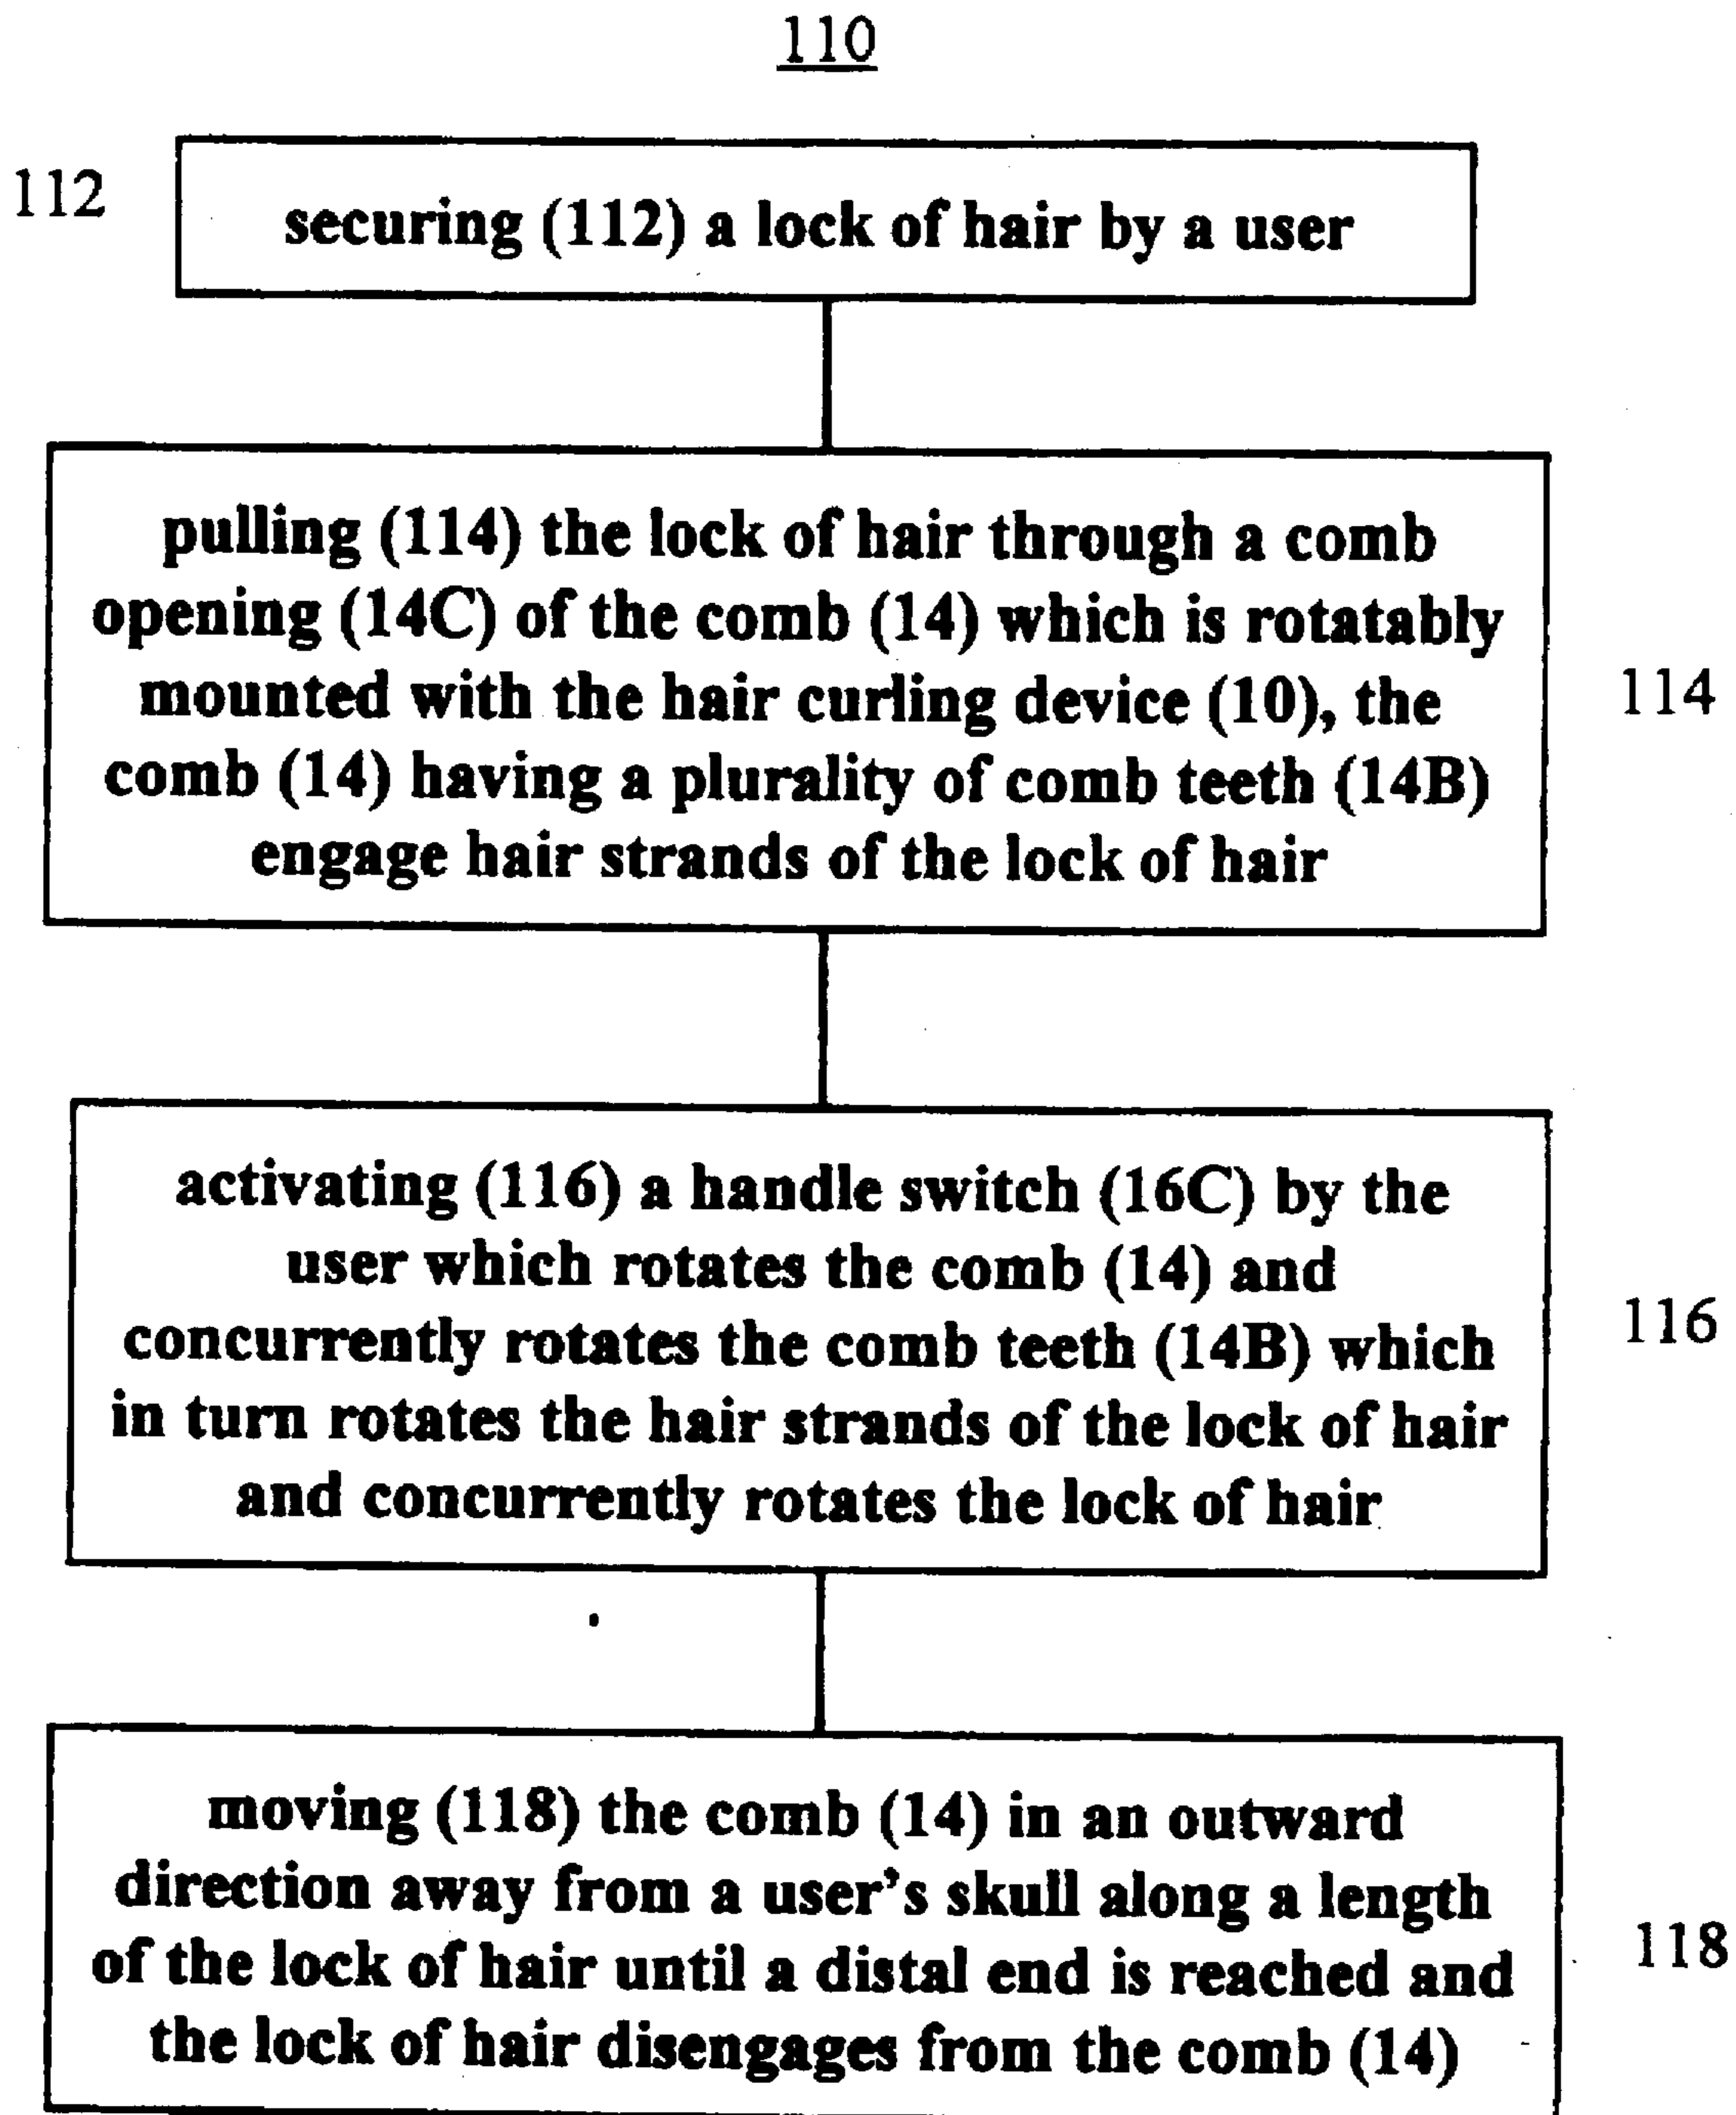 110
112
securing (112) a lock of hair by a user
pulling (114) the lock of hair through a comb
opening (14C) of the comb (14) which is rotatably
mounted with the hair curling device (10), the
comb (14) having a plurality of comb teeth (14B)
engage hair strands of the lock of hair
114
activating (116) a handle switch (16C) by the
user which rotates the comb (14) and
concurrently rotates the comb teeth (14B) which
in turn rotates the hair strands of the lock of hair
and concurrently rotates the lock of hair
116
moving (118) the comb (14) in an outward
direction away from a user's skull along a length
of the lock of hair until a distal end is reached and
the lock of hair disengages from the comb (14)
118